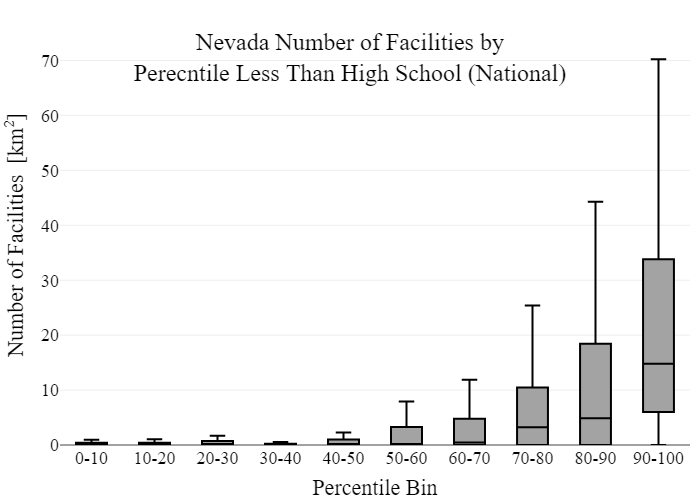 Nevada Number of Facilities by
Perecntile Less Than High School (National)
Number of Facilities [km²]
70
60
50
40
30
20
10
0
0-10 10-20 20-30 30-40 40-50 50-60 60-70 70-80 80-90 90-100
Percentile Bin